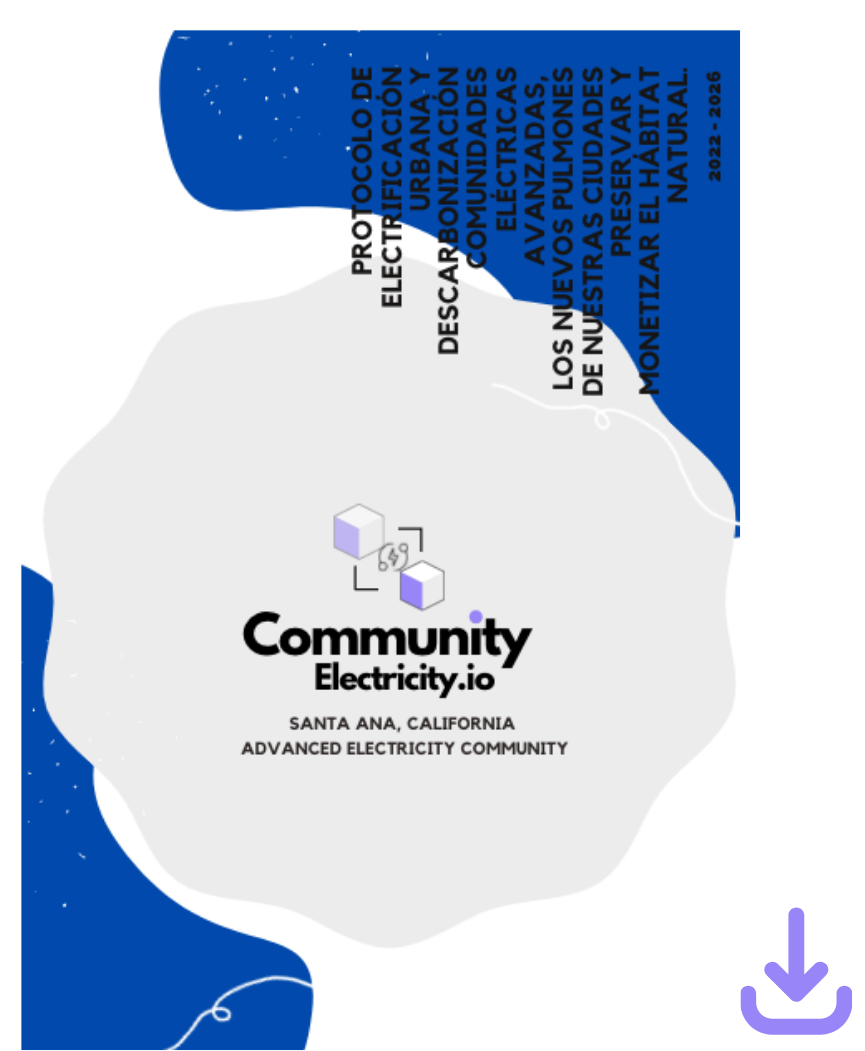 PROTOCOLO DE
ELECTRIFICACIÓN
URBANA Y
DESCARBONIZACIÓN
COMUNIDADES
ELÉCTRICAS
AVANZADAS,
LOS NUEVOS PULMONES
DE NUESTRAS CIUDADES
PRESERVAR Y
MONETIZAR EL HÁBITAT
NATURAL.
2022 - 2026
Community
Electricity.io
SANTA ANA, CALIFORNIA
ADVANCED ELECTRICITY COMMUNITY